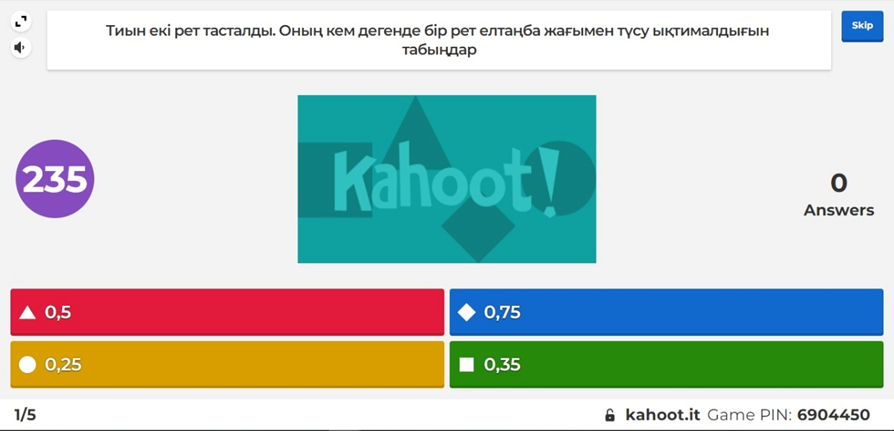 Тиын екі рет тасталды. Оның кем дегенде бір рет елтаңба жағымен түсу ықтималдығын
табыңдар
Skip
235
Kahoot!
0
Answers
0,5
0,75
0,25
0,35
1/5
kahoot.it Game PIN: 6904450